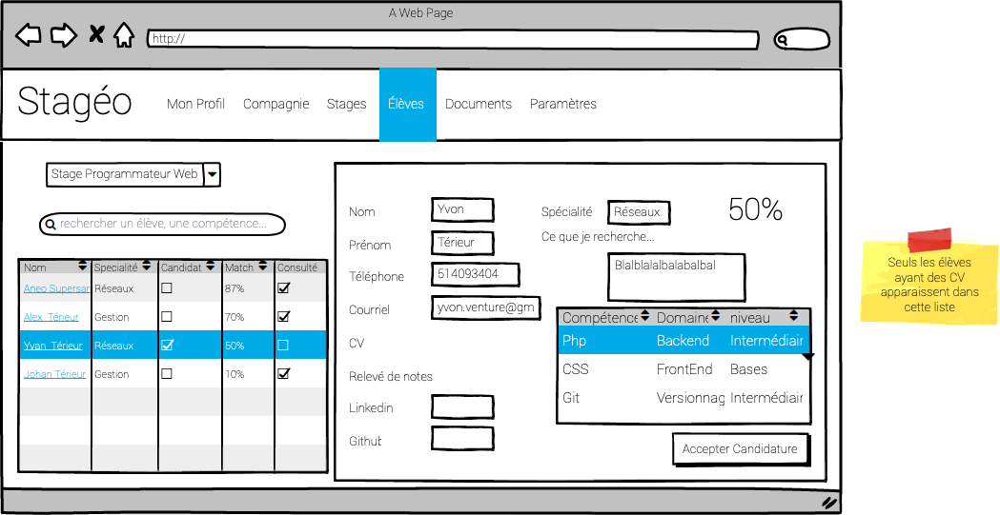 A Web Page
http://
Stagéo
Mon Profil Compagnie Stages Élèves Documents Paramètres
Stage Programmateur Web
rechercher un élève, une compétence...
Nom Specialité Candidat Match Consulté
Aneo Supersar Réseaux 87%
Alex Térieur Gestion 70%
Yvan Térieur Réseaux 50%
Johan Térieur Gestion 10%
Nom Yvon
Prénom Térieur
Téléphone 514093404
Courriel yvon.venture@gm
CV
Relevé de notes
Linkedin
Github
Spécialité Réseaux
50%
Ce que je recherche...
Blalblalalbalabalbal
Compétence Domaine niveau
Php Backend Intermédiair
CSS FrontEnd Bases
Git Versionnag Intermédiair
Accepter Candidature
Seuls les élèves
ayant des CV
apparaissent dans
cette liste